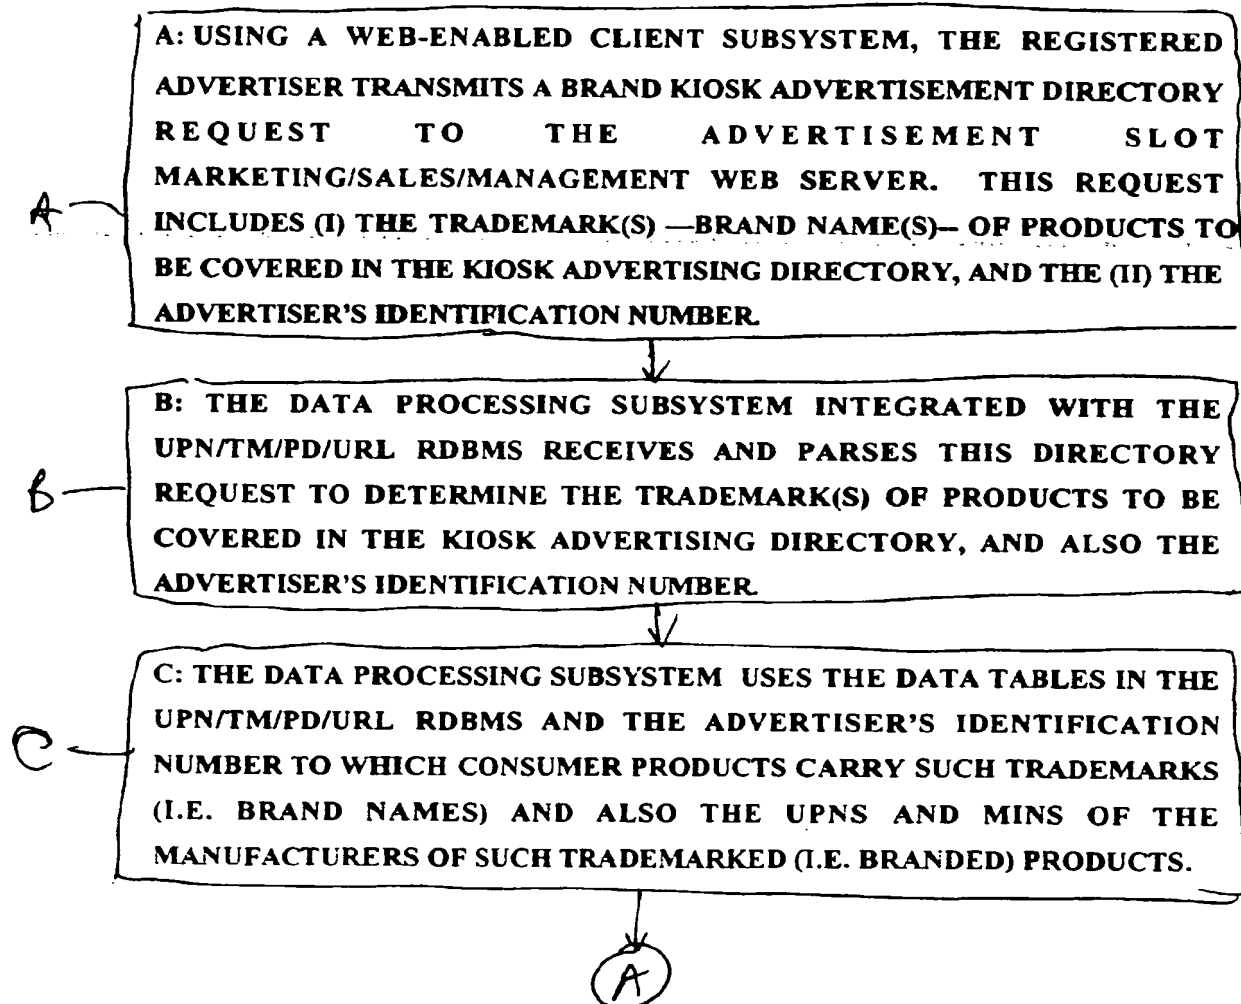 A: USING A WEB-ENABLED CLIENT SUBSYSTEM, THE REGISTERED
ADVERTISER TRANSMITS A BRAND KIOSK ADVERTISEMENT DIRECTORY
REQUEST TO THE ADVERTISEMENT SLOT
MARKETING/SALES/MANAGEMENT WEB SERVER. THIS REQUEST
A
INCLUDES (I) THE TRADEMARK(S) —BRAND NAME(S)– OF PRODUCTS TO
BE COVERED IN THE KIOSK ADVERTISING DIRECTORY, AND THE (II) THE
ADVERTISER'S IDENTIFICATION NUMBER.
B: THE DATA PROCESSING SUBSYSTEM INTEGRATED WITH THE
UPN/TM/PD/URL RDBMS RECEIVES AND PARSES THIS DIRECTORY
B
REQUEST TO DETERMINE THE TRADEMARK(S) OF PRODUCTS TO BE
COVERED IN THE KIOSK ADVERTISING DIRECTORY, AND ALSO THE
ADVERTISER'S IDENTIFICATION NUMBER.
C: THE DATA PROCESSING SUBSYSTEM USES THE DATA TABLES IN THE
UPN/TM/PD/URL RDBMS AND THE ADVERTISER'S IDENTIFICATION
C
NUMBER TO WHICH CONSUMER PRODUCTS CARRY SUCH TRADEMARKS
(I.E. BRAND NAMES) AND ALSO THE UPNS AND MINS OF THE
MANUFACTURERS OF SUCH TRADEMARKED (I.E. BRANDED) PRODUCTS.
A